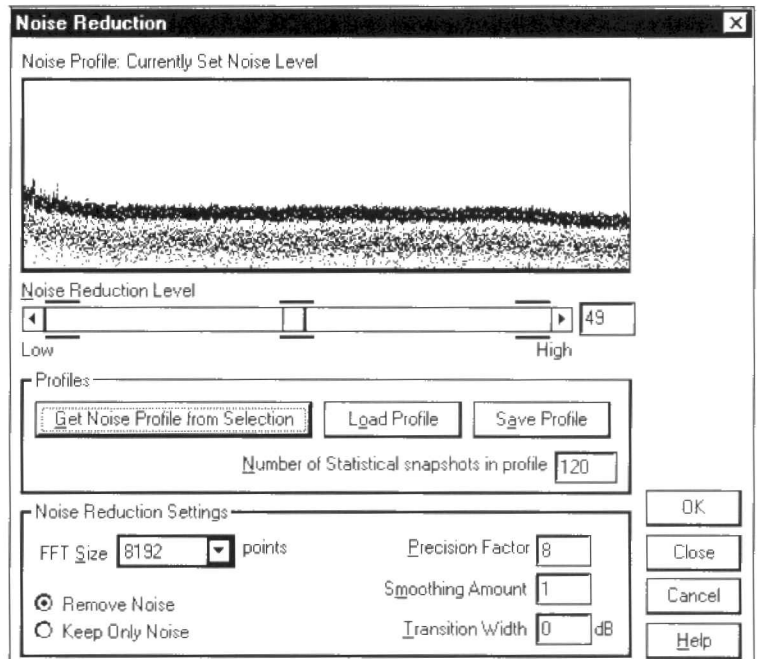 Noise Reduction
Noise Profile: Currently Set Noise Level
Noise Reduction Level
49
Low High
Profiles
Get Noise Profile from Selection Load Profile Save Profile
Number of Statistical snapshots in profile 120
Noise Reduction Settings
FFT Size 8192 points
Precision Factor 8
Smoothing Amount 1
Transition Width 0 dB
Remove Noise
Keep Only Noise
OK
Close
Cancel
Help